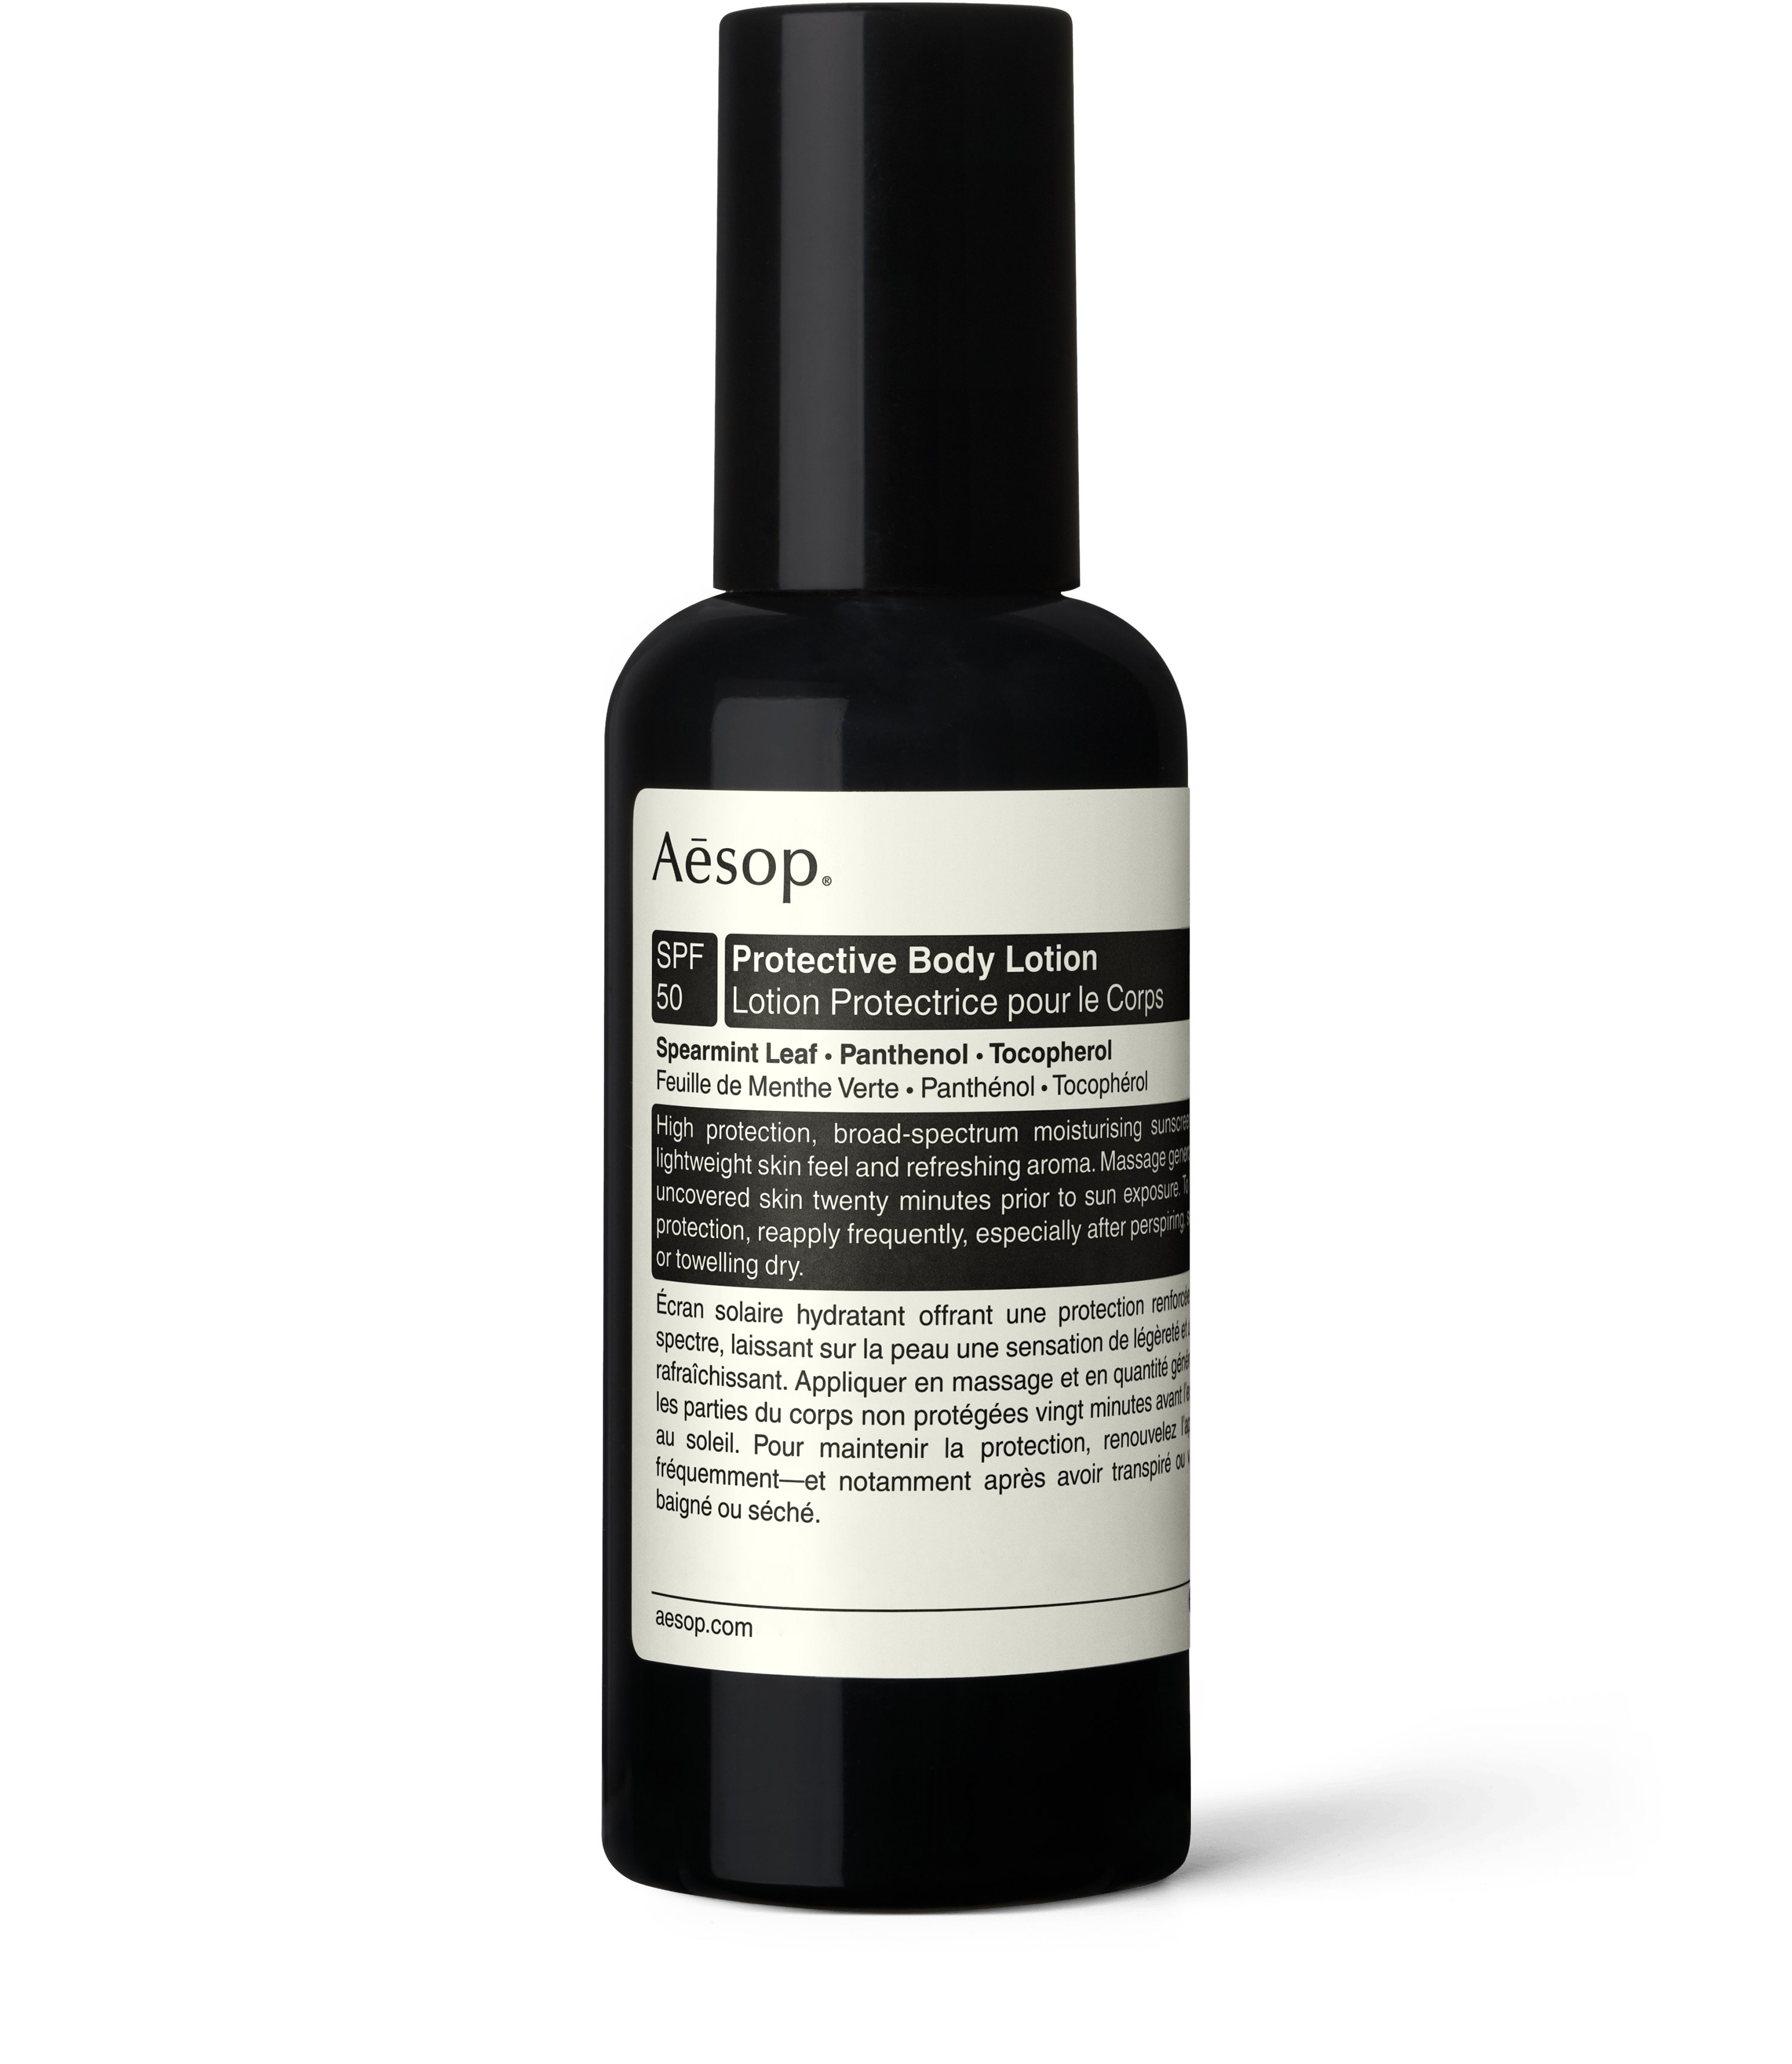 Aēsop.®
SPF
50
Protective Body Lotion
Lotion Protectrice pour le Corps
Spearmint Leaf • Panthenol • Tocopherol
Feuille de Menthe Verte • Panthénol • Tocophérol
High protection, broad-spectrum moisturising
lightweight skin feel and refreshing aroma. Massage
uncovered skin twenty minutes prior to sun exposure.
protection, reapply frequently, especially after perspiring,
or towelling dry.
Écran solaire hydratant offrant une protection
spectre, laissant sur la peau une sensation de légèreté et
rafraîchissant. Appliquer en massage et en quantité
les parties du corps non protégées vingt minutes avant
au soleil. Pour maintenir la protection, renouvelez
fréquemment—et notamment après avoir transpiré ou
baigné ou séché.
aesop.com